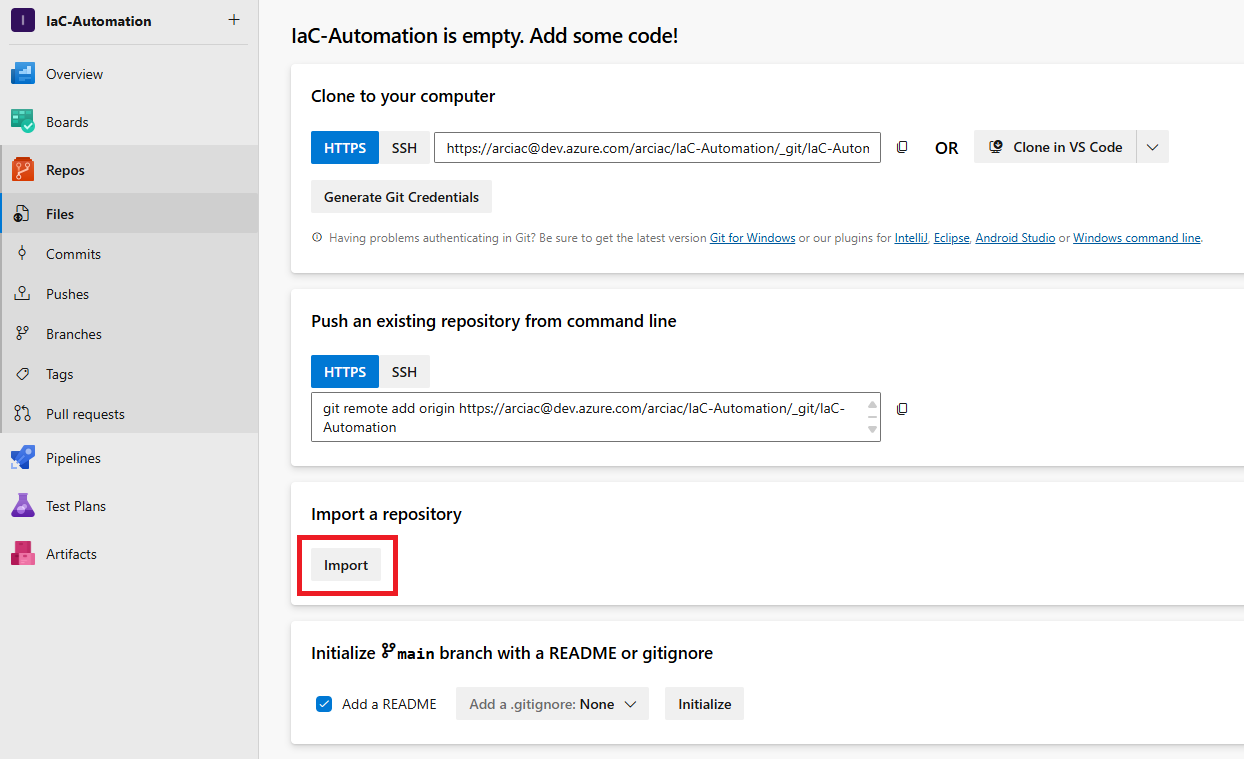 I IaC-Automation +
Overview
Boards
Repos
Files
Commits
Pushes
Branches
Tags
Pull requests
Pipelines
Test Plans
Artifacts
IaC-Automation is empty. Add some code!
Clone to your computer
HTTPS SSH https://arciac@dev.azure.com/arciac/IaC-Automation/_git/IaC-Autom OR Clone in VS Code
Generate Git Credentials
Having problems authenticating in Git? Be sure to get the latest version Git for Windows or our plugins for IntelliJ, Eclipse, Android Studio or Windows command line.
Push an existing repository from command line
HTTPS SSH
git remote add origin https://arciac@dev.azure.com/arciac/IaC-Automation/_git/IaC-
Automation
Import a repository
Import
Initialize main branch with a README or gitignore
Add a README Add a .gitignore: None Initialize